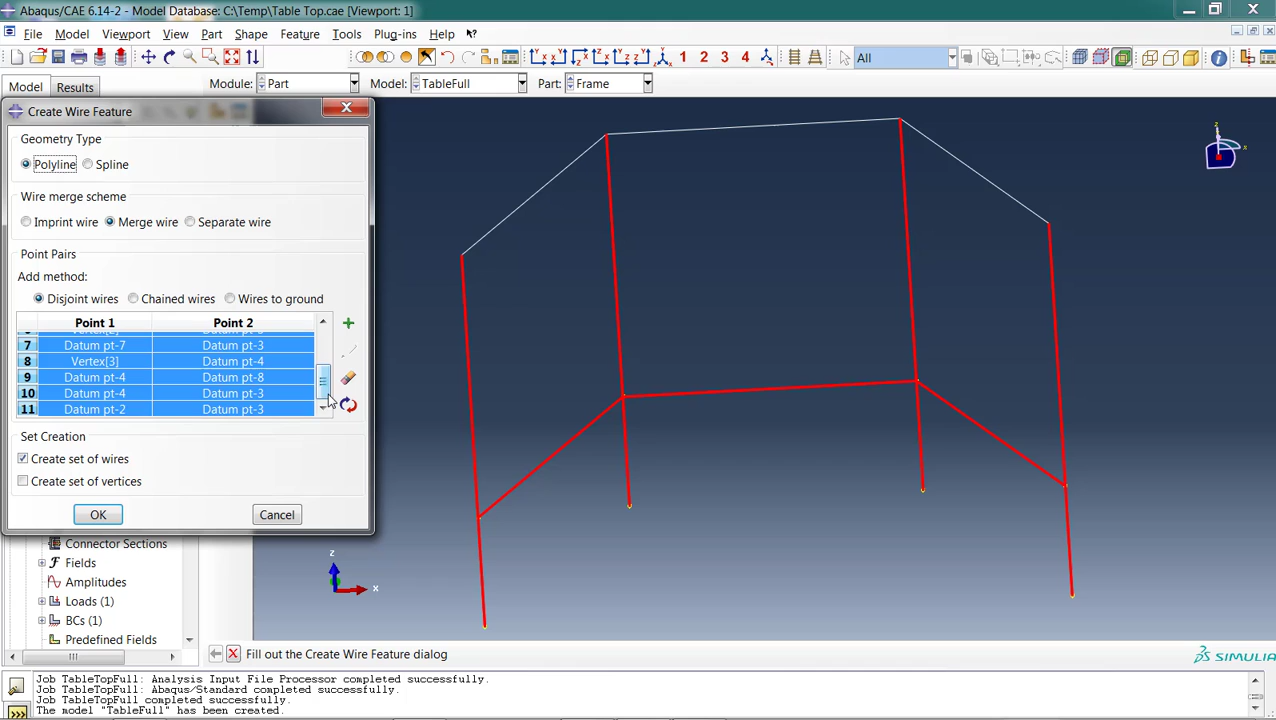 Abaqus/CAE 6.14-2 - Model Database: C:\Temp\Table Top.cae [Viewport: 1]
File Model Viewport View Part Shape Feature Tools Plug-ins Help
1 2 3 4 All
Model Results Module: Part Model: TableFull Part: Frame
Create Wire Feature
Geometry Type
Polyline Spline
Wire merge scheme
Imprint wire Merge wire Separate wire
Point Pairs
Add method:
Disjoint wires Chained wires Wires to ground
Point 1 Point 2
7 Datum pt-7 Datum pt-3
8 Vertex[3] Datum pt-4
9 Datum pt-4 Datum pt-8
10 Datum pt-4 Datum pt-3
11 Datum pt-2 Datum pt-3
Set Creation
Create set of wires
Create set of vertices
OK Cancel
Connector Sections
Fields
Amplitudes
Loads (1)
BCs (1)
Predefined Fields
z
x
z
x
Fill out the Create Wire Feature dialog
SIMULIA
Job TableTopFull: Analysis Input File Processor completed successfully.
Job TableTopFull: Abaqus/Standard completed successfully.
Job TableTopFull completed successfully.
The model "TableFull" has been created.